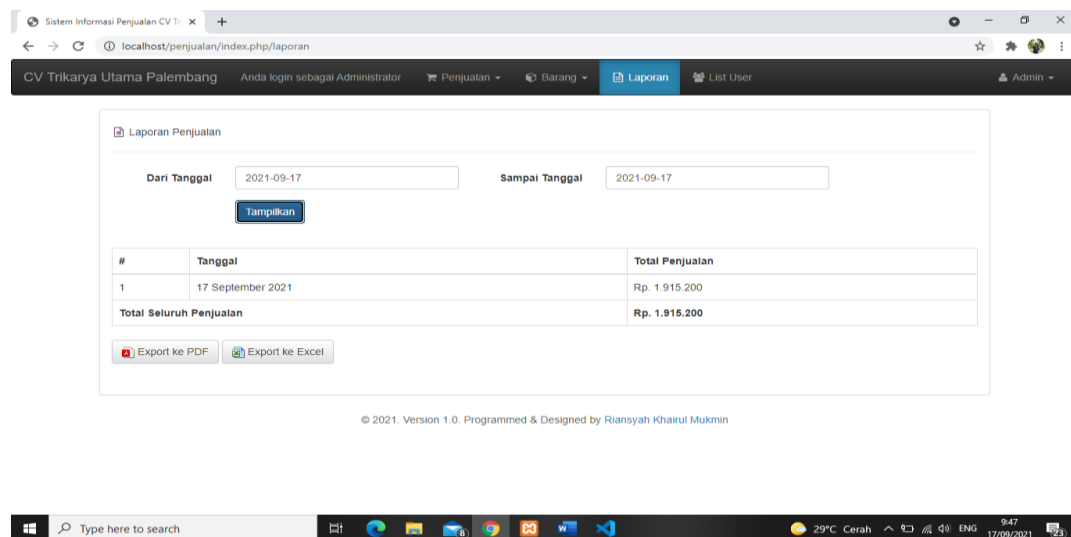 Sistem Informasi Penjualan CV Tr
localhost/penjualan/index.php/laporan
CV Trikarya Utama Palembang Anda login sebagai Administrator Penjualan Barang Laporan List User Admin
Laporan Penjualan
Dari Tanggal 2021-09-17 Sampai Tanggal 2021-09-17
Tampilkan
# Tanggal Total Penjualan
1 17 September 2021 Rp. 1.915.200
Total Seluruh Penjualan Rp. 1.915.200
Export ke PDF Export ke Excel
© 2021. Version 1.0. Programmed & Designed by Riansyah Khairul Mukmin
Type here to search 29°C Cerah ENG 9:47
17/09/2021 23